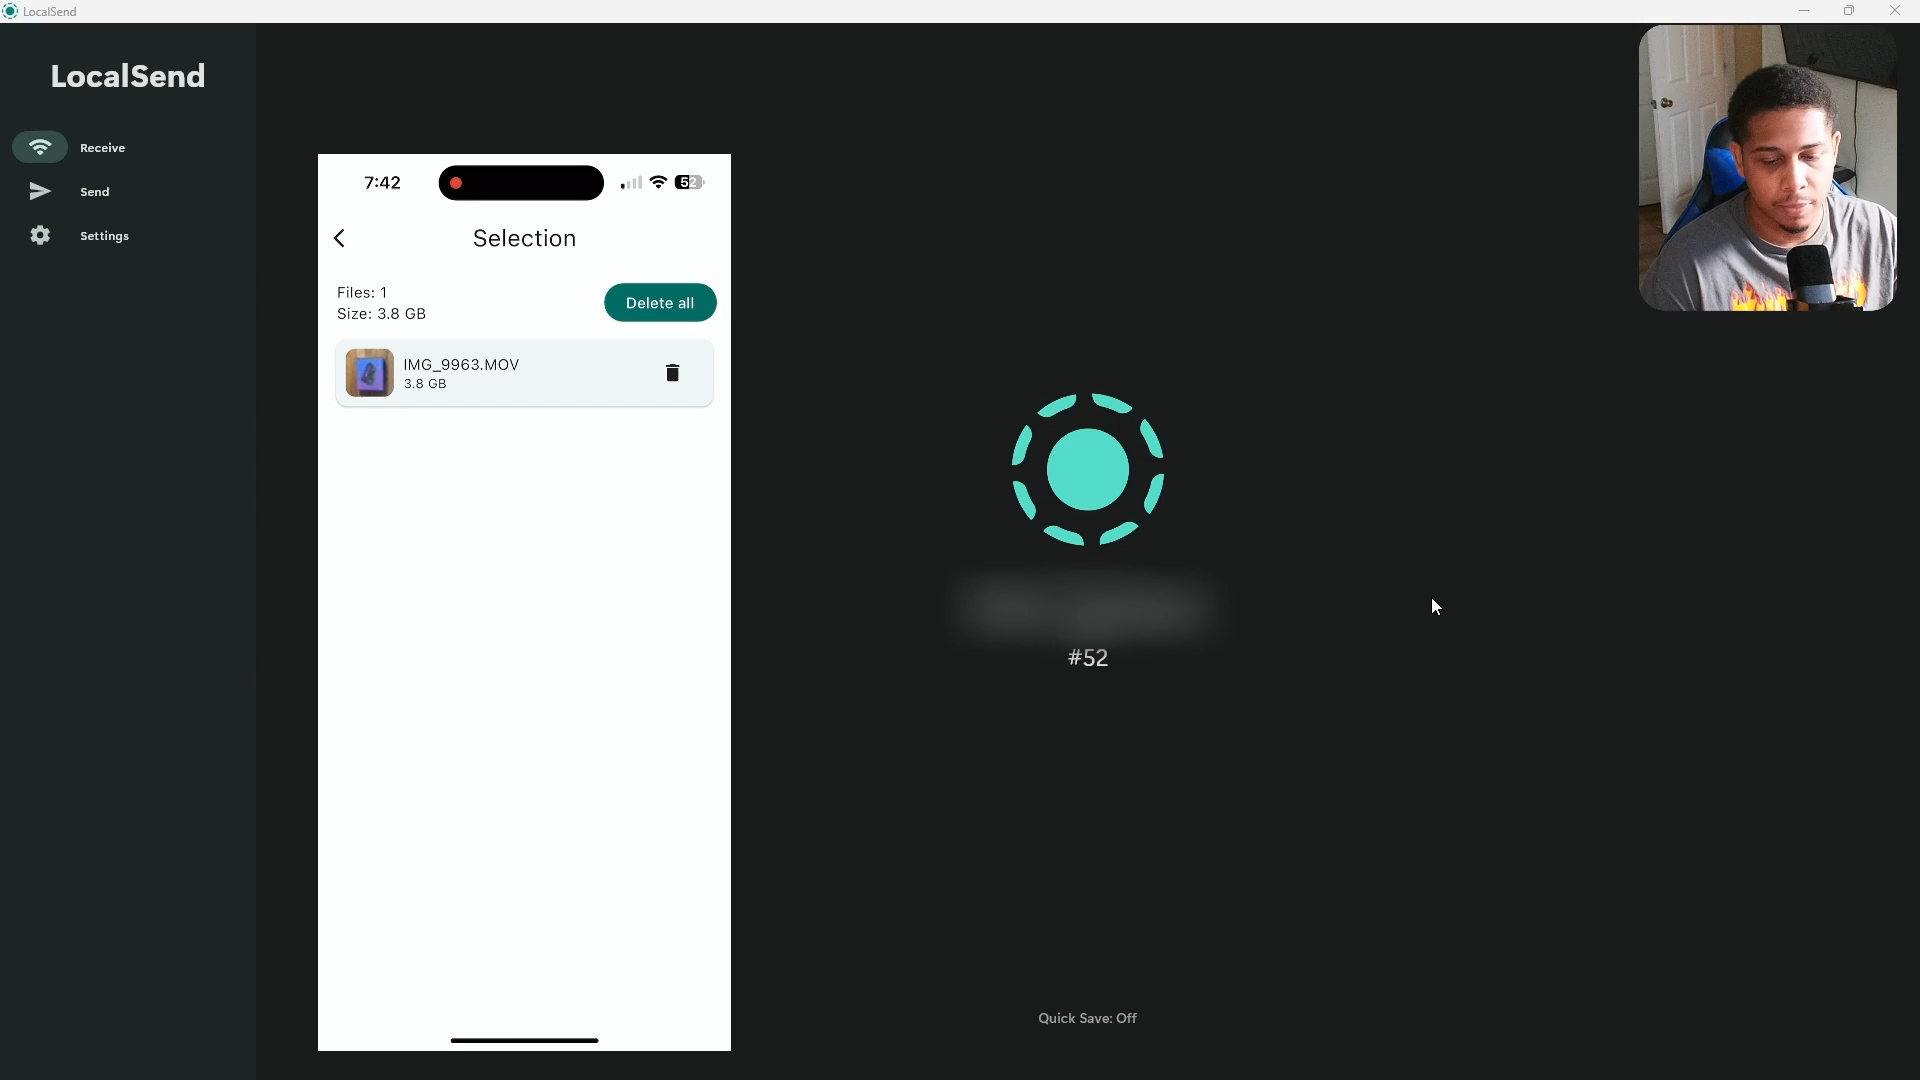 LocalSend
LocalSend
Receive
Send
Settings
7:42
52
Selection
Files: 1
Size: 3.8 GB
Delete all
IMG_9963.MOV
3.8 GB
#52
Quick Save: Off